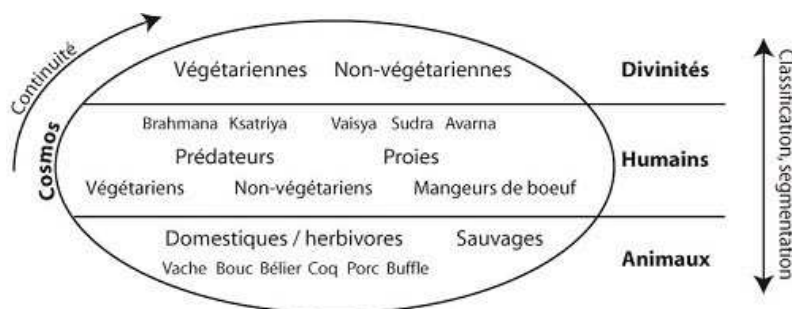 Continuité
Cosmos
Végétariennes Non-végétariennes Divinités
Brahmana Ksatriya Vaisya Sudra Avarna
Prédateurs Proies Humains
Végétariens Non-végétariens Mangeurs de boeuf
Domestiques / herbivores Sauvages
Vache Bouc Bélier Coq Porc Buffle Animaux
Classification, segmentation